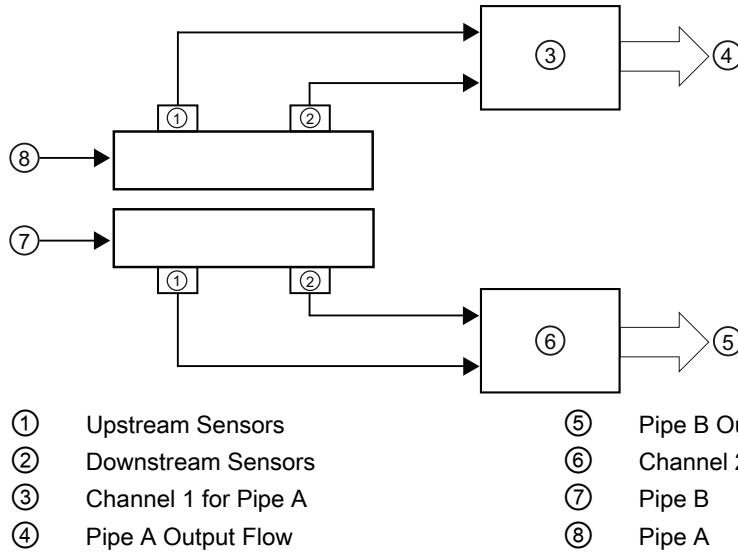 ③
④
①
②
⑧
⑦
①
②
⑥
⑤
① Upstream Sensors
② Downstream Sensors
③ Channel 1 for Pipe A
④ Pipe A Output Flow
⑤ Pipe B
⑥ Channel 2
⑦ Pipe B
⑧ Pipe A